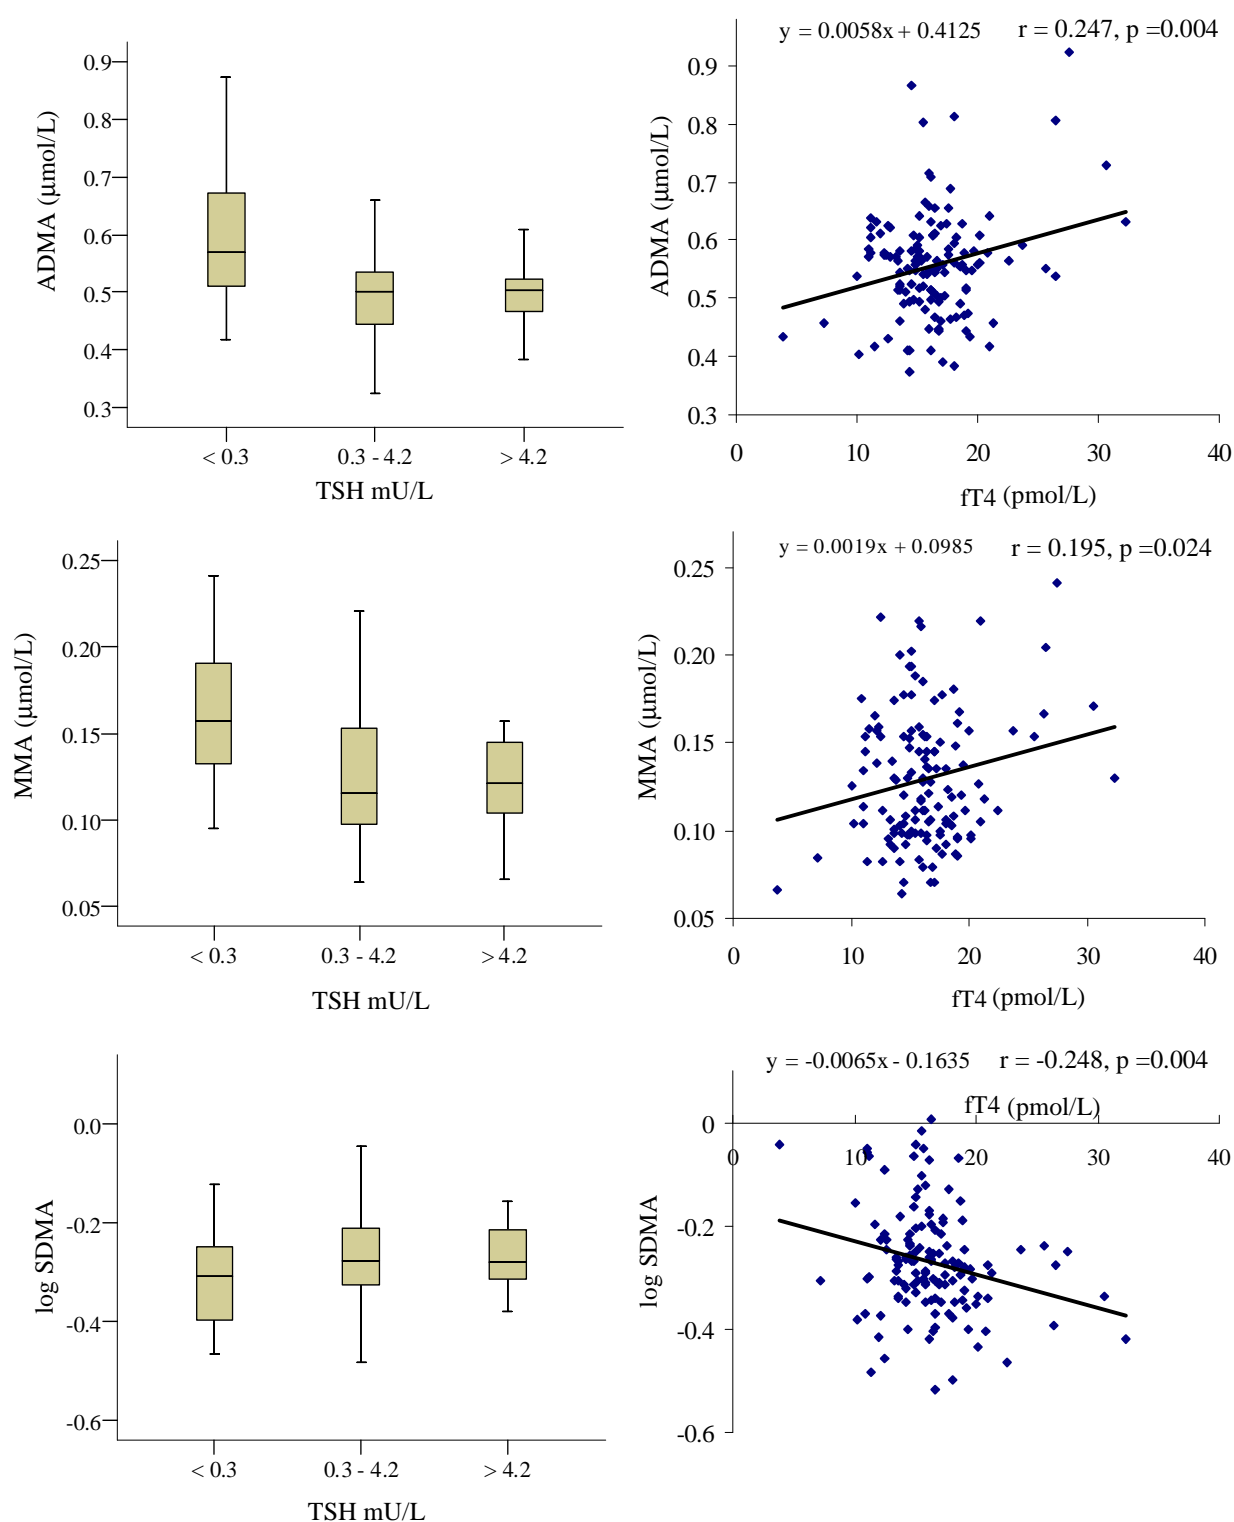 y = 0.0058x + 0.4125 r = 0.247, p =0.004
ADMA (µmol/L)
0.9
0.8
0.7
0.6
0.5
0.4
0.3
< 0.3 0.3 - 4.2 > 4.2
TSH mU/L
ADMA (µmol/L)
0.9
0.8
0.7
0.6
0.5
0.4
0.3
0 10 20 30 40
fT4 (pmol/L)
MMA (µmol/L)
0.25
0.20
0.15
0.10
0.05
< 0.3 0.3 - 4.2 > 4.2
TSH mU/L
y = 0.0019x + 0.0985 r = 0.195, p =0.024
MMA (µmol/L)
0.25
0.20
0.15
0.10
0.05
0 10 20 30 40
fT4 (pmol/L)
log SDMA
0.0
-0.2
-0.4
-0.6
< 0.3 0.3 - 4.2 > 4.2
TSH mU/L
y = -0.0065x - 0.1635 r = -0.248, p =0.004
fT4 (pmol/L)
0 10 20 30 40
log SDMA
0
-0.2
-0.4
-0.6